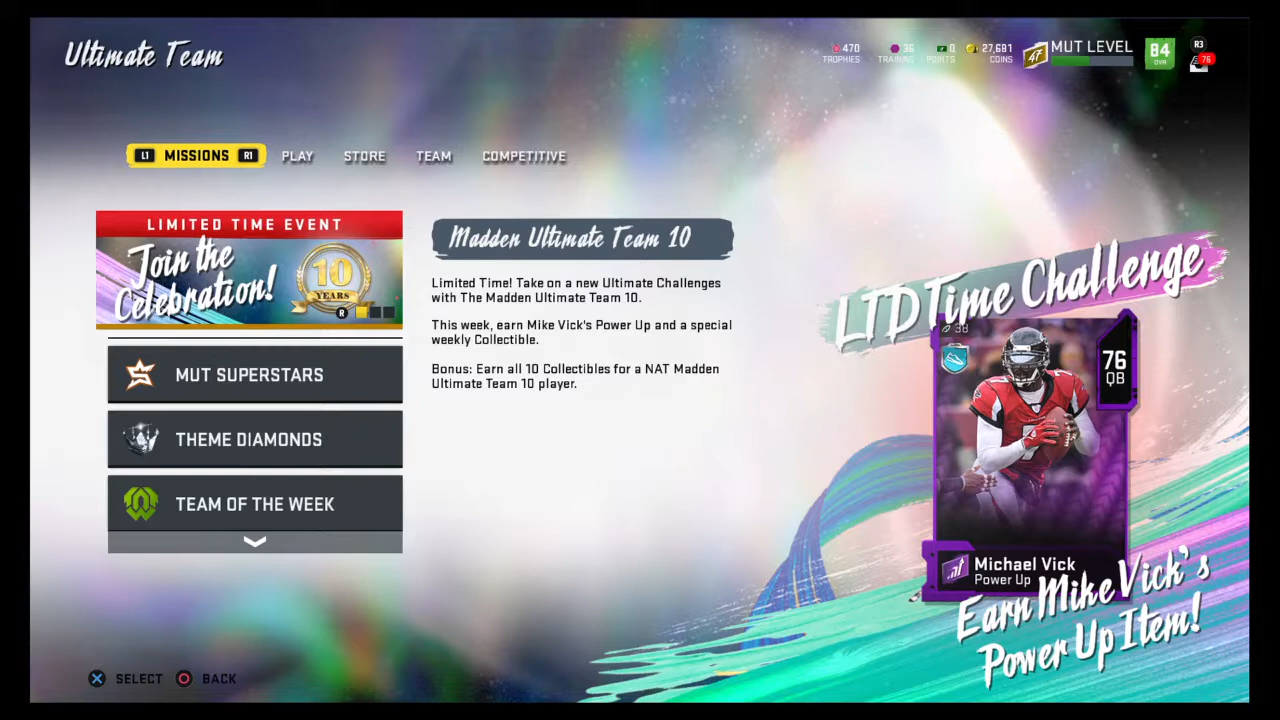 Ultimate Team
470
TROPHIES
36
TRAINING
0
POINTS
27,681
COINS
47
MUT LEVEL
84
OVR
R3
76
L1 MISSIONS R1
PLAY
STORE
TEAM
COMPETITIVE
LIMITED TIME EVENT
Join the
Celebration!
10
YEARS
R
MUT SUPERSTARS
THEME DIAMONDS
TEAM OF THE WEEK
Madden Ultimate Team 10
Limited Time! Take on a new Ultimate Challenges
with The Madden Ultimate Team 10.
This week, earn Mike Vick's Power Up and a special
weekly Collectible.
Bonus: Earn all 10 Collectibles for a NAT Madden
Ultimate Team 10 player.
LTD Time Challenge
38
76
QB
7
Michael Vick
Power Up
Earn Mike Vick's
Power Up Item!
SELECT
BACK